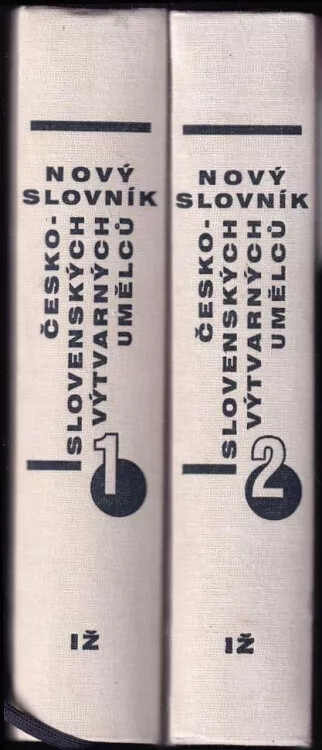 NOVÝ
SLOVNÍK
ČESKO-
SLOVENSKÝCH
VÝTVARNÝCH
UMĚLCŮ
1
IŽ
NOVÝ
SLOVNÍK
ČESKO-
SLOVENSKÝCH
VÝTVARNÝCH
UMĚLCŮ
2
IŽ